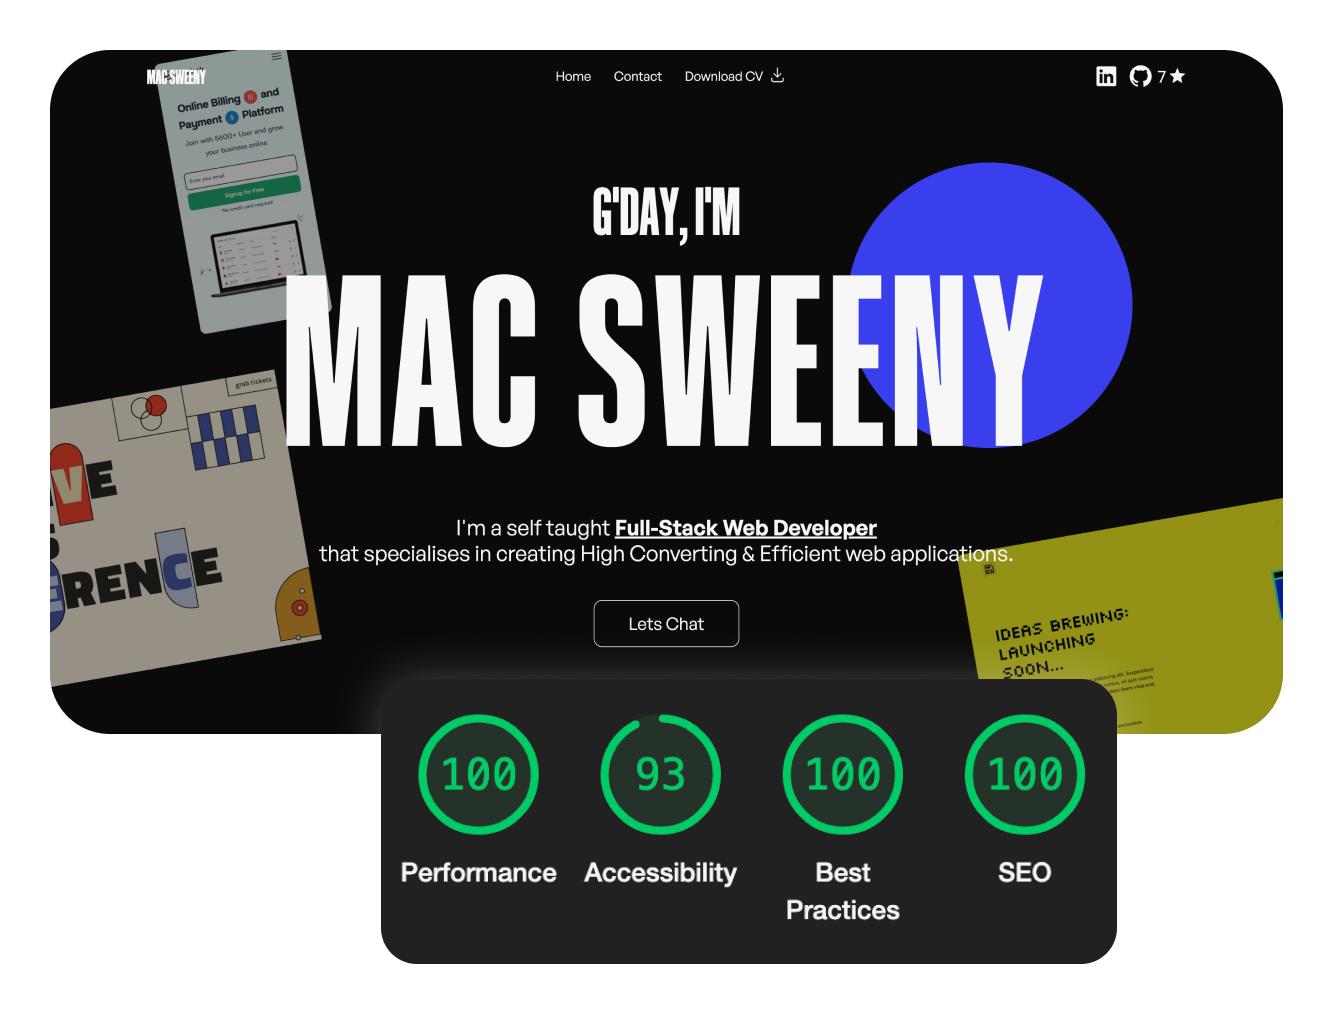 MAC SWEENY
Home
Contact
Download CV
7
Online Billing and
Payment $ Platform
Join with 5600+ User and grow
your business online
Enter your email
Signup for Free
*No credit card required
G'DAY, I'M
MAC SWEENY
grab tickets
VE
ERENCE
I'm a self taught Full-Stack Web Developer
that specialises in creating High Converting & Efficient web applications.
Lets Chat
IDEAS BREWING:
LAUNCHING
SOON...
100
93
100
100
Performance
Accessibility
Best
Practices
SEO